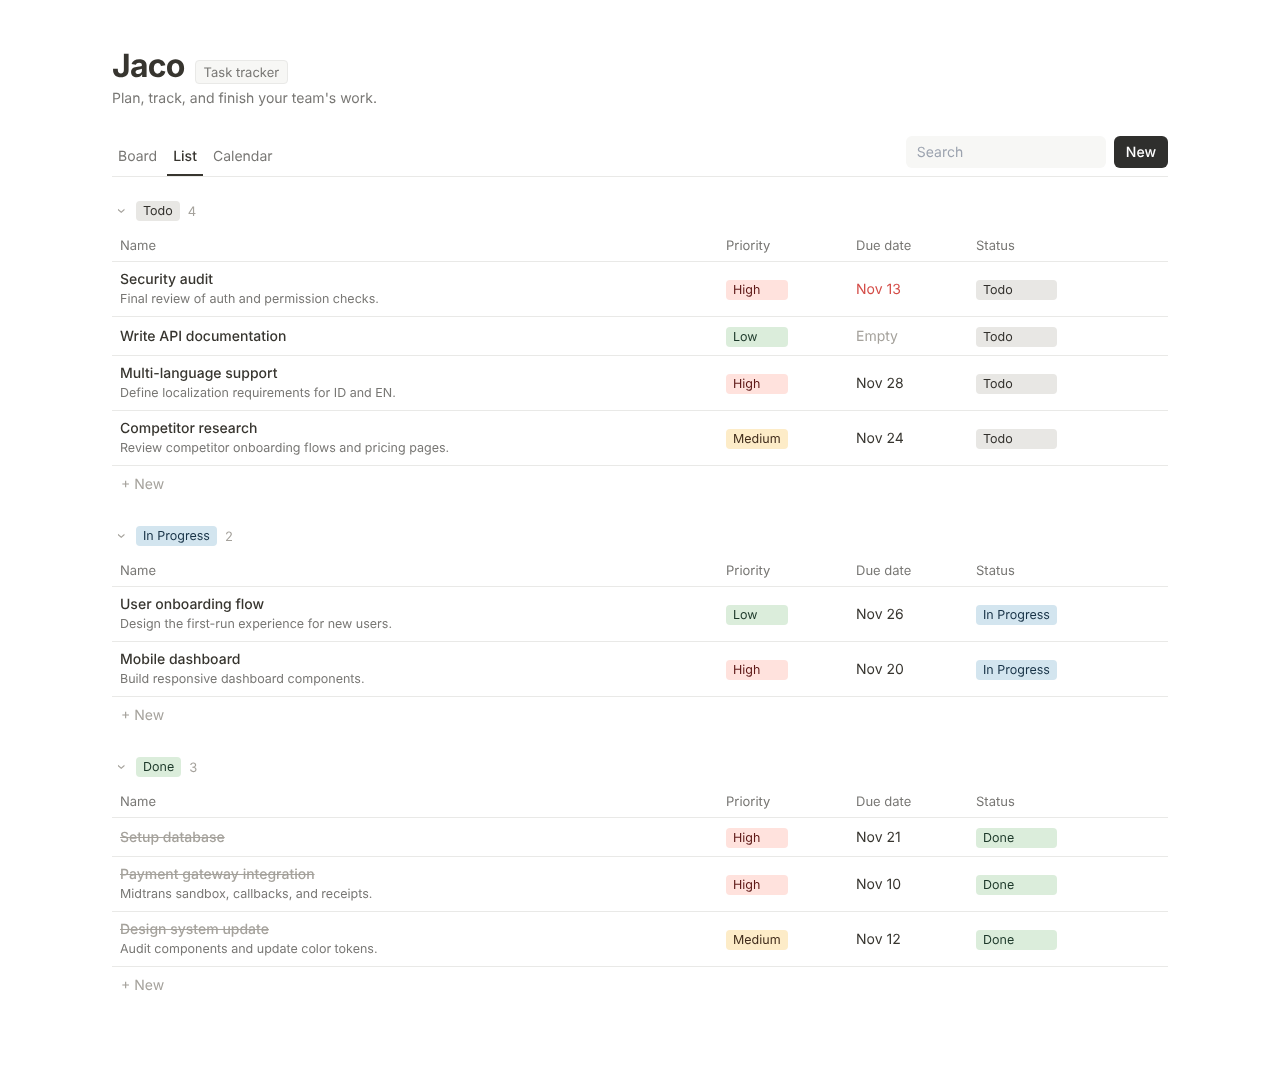 Jaco Task tracker
Plan, track, and finish your team's work.
Board List Calendar Search New
Todo 4
Name Priority Due date Status
Security audit
Final review of auth and permission checks.
High Nov 13 Todo
Write API documentation Low Empty Todo
Multi-language support
Define localization requirements for ID and EN.
High Nov 28 Todo
Competitor research
Review competitor onboarding flows and pricing pages.
Medium Nov 24 Todo
+ New
In Progress 2
Name Priority Due date Status
User onboarding flow
Design the first-run experience for new users.
Low Nov 26 In Progress
Mobile dashboard
Build responsive dashboard components.
High Nov 20 In Progress
+ New
Done 3
Name Priority Due date Status
Setup database High Nov 21 Done
Payment gateway integration
Midtrans sandbox, callbacks, and receipts.
High Nov 10 Done
Design system update
Audit components and update color tokens.
Medium Nov 12 Done
+ New